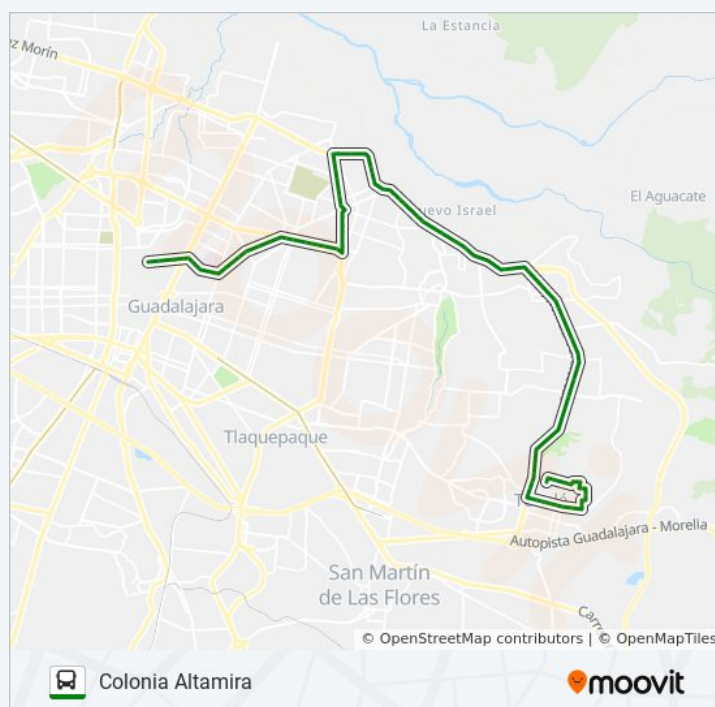 La Estancia
ez Morín
El Aguacate
uevo Israel
Guadalajara
Tlaquepaque
Autopista Guadalajara - Morelia
San Martín
de Las Flores
© OpenStreetMap contributors | © OpenMapTiles
Colonia Altamira
moovit